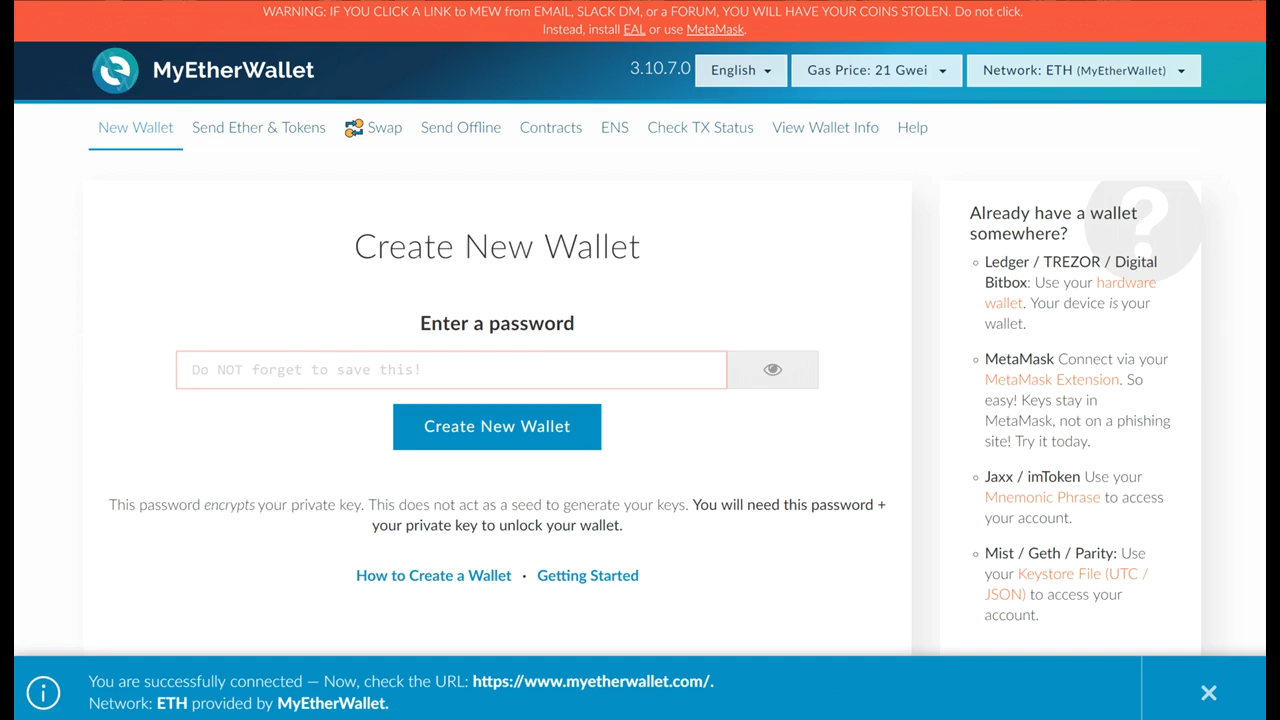 WARNING: IF YOU CLICK A LINK to MEW from EMAIL, SLACK DM, or a FORUM, YOU WILL HAVE YOUR COINS STOLEN. Do not click.
Instead, install EAL or use MetaMask.
MyEtherWallet
3.10.7.0
English
Gas Price: 21 Gwei
Network: ETH (MyEtherWallet)
New Wallet
Send Ether & Tokens
Swap
Send Offline
Contracts
ENS
Check TX Status
View Wallet Info
Help
Create New Wallet
Enter a password
Do NOT forget to save this!
Create New Wallet
This password encrypts your private key. This does not act as a seed to generate your keys. You will need this password +
your private key to unlock your wallet.
How to Create a Wallet · Getting Started
Already have a wallet
somewhere?
Ledger / TREZOR / Digital
Bitbox: Use your hardware
wallet. Your device is your
wallet.
MetaMask Connect via your
MetaMask Extension. So
easy! Keys stay in
MetaMask, not on a phishing
site! Try it today.
Jaxx / imToken Use your
Mnemonic Phrase to access
your account.
Mist / Geth / Parity: Use
your Keystore File (UTC /
JSON) to access your
account.
You are successfully connected — Now, check the URL: https://www.myetherwallet.com/.
Network: ETH provided by MyEtherWallet.